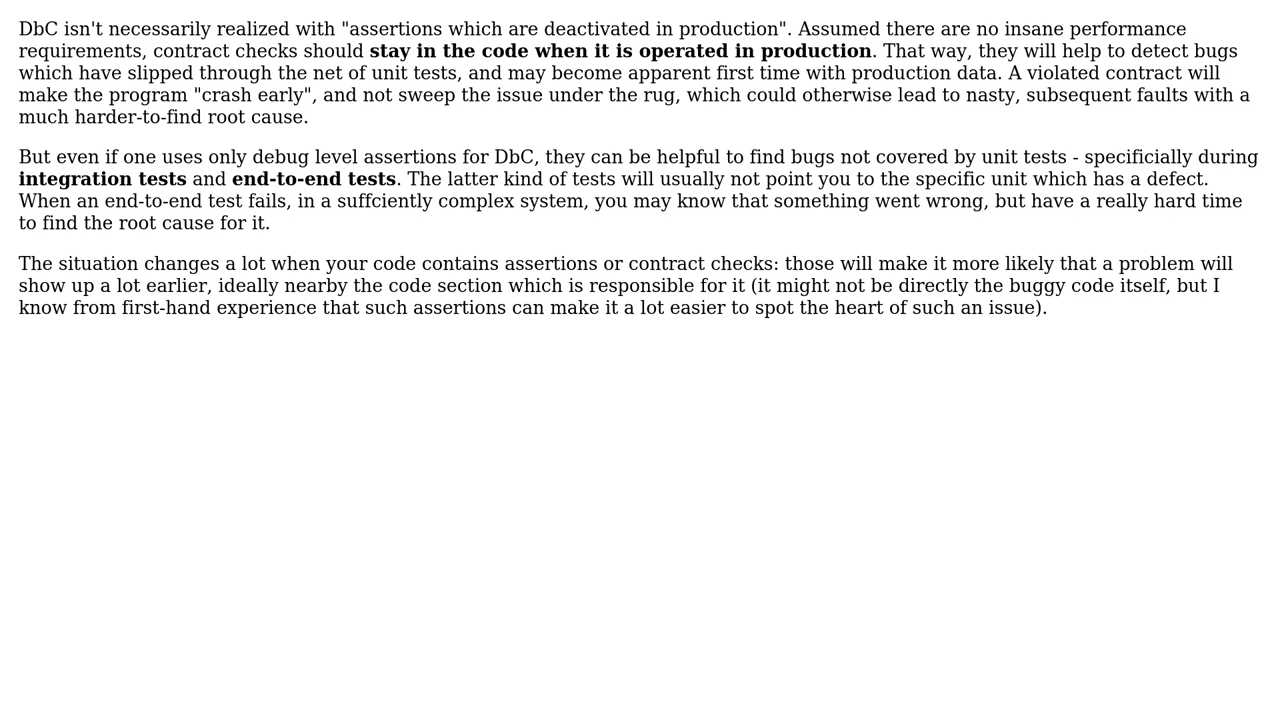 DbC isn't necessarily realized with "assertions which are deactivated in production". Assumed there are no insane performance
requirements, contract checks should stay in the code when it is operated in production. That way, they will help to detect bugs
which have slipped through the net of unit tests, and may become apparent first time with production data. A violated contract will
make the program "crash early", and not sweep the issue under the rug, which could otherwise lead to nasty, subsequent faults with a
much harder-to-find root cause.
But even if one uses only debug level assertions for DbC, they can be helpful to find bugs not covered by unit tests - specificially during
integration tests and end-to-end tests. The latter kind of tests will usually not point you to the specific unit which has a defect.
When an end-to-end test fails, in a suffciently complex system, you may know that something went wrong, but have a really hard time
to find the root cause for it.
The situation changes a lot when your code contains assertions or contract checks: those will make it more likely that a problem will
show up a lot earlier, ideally nearby the code section which is responsible for it (it might not be directly the buggy code itself, but I
know from first-hand experience that such assertions can make it a lot easier to spot the heart of such an issue).